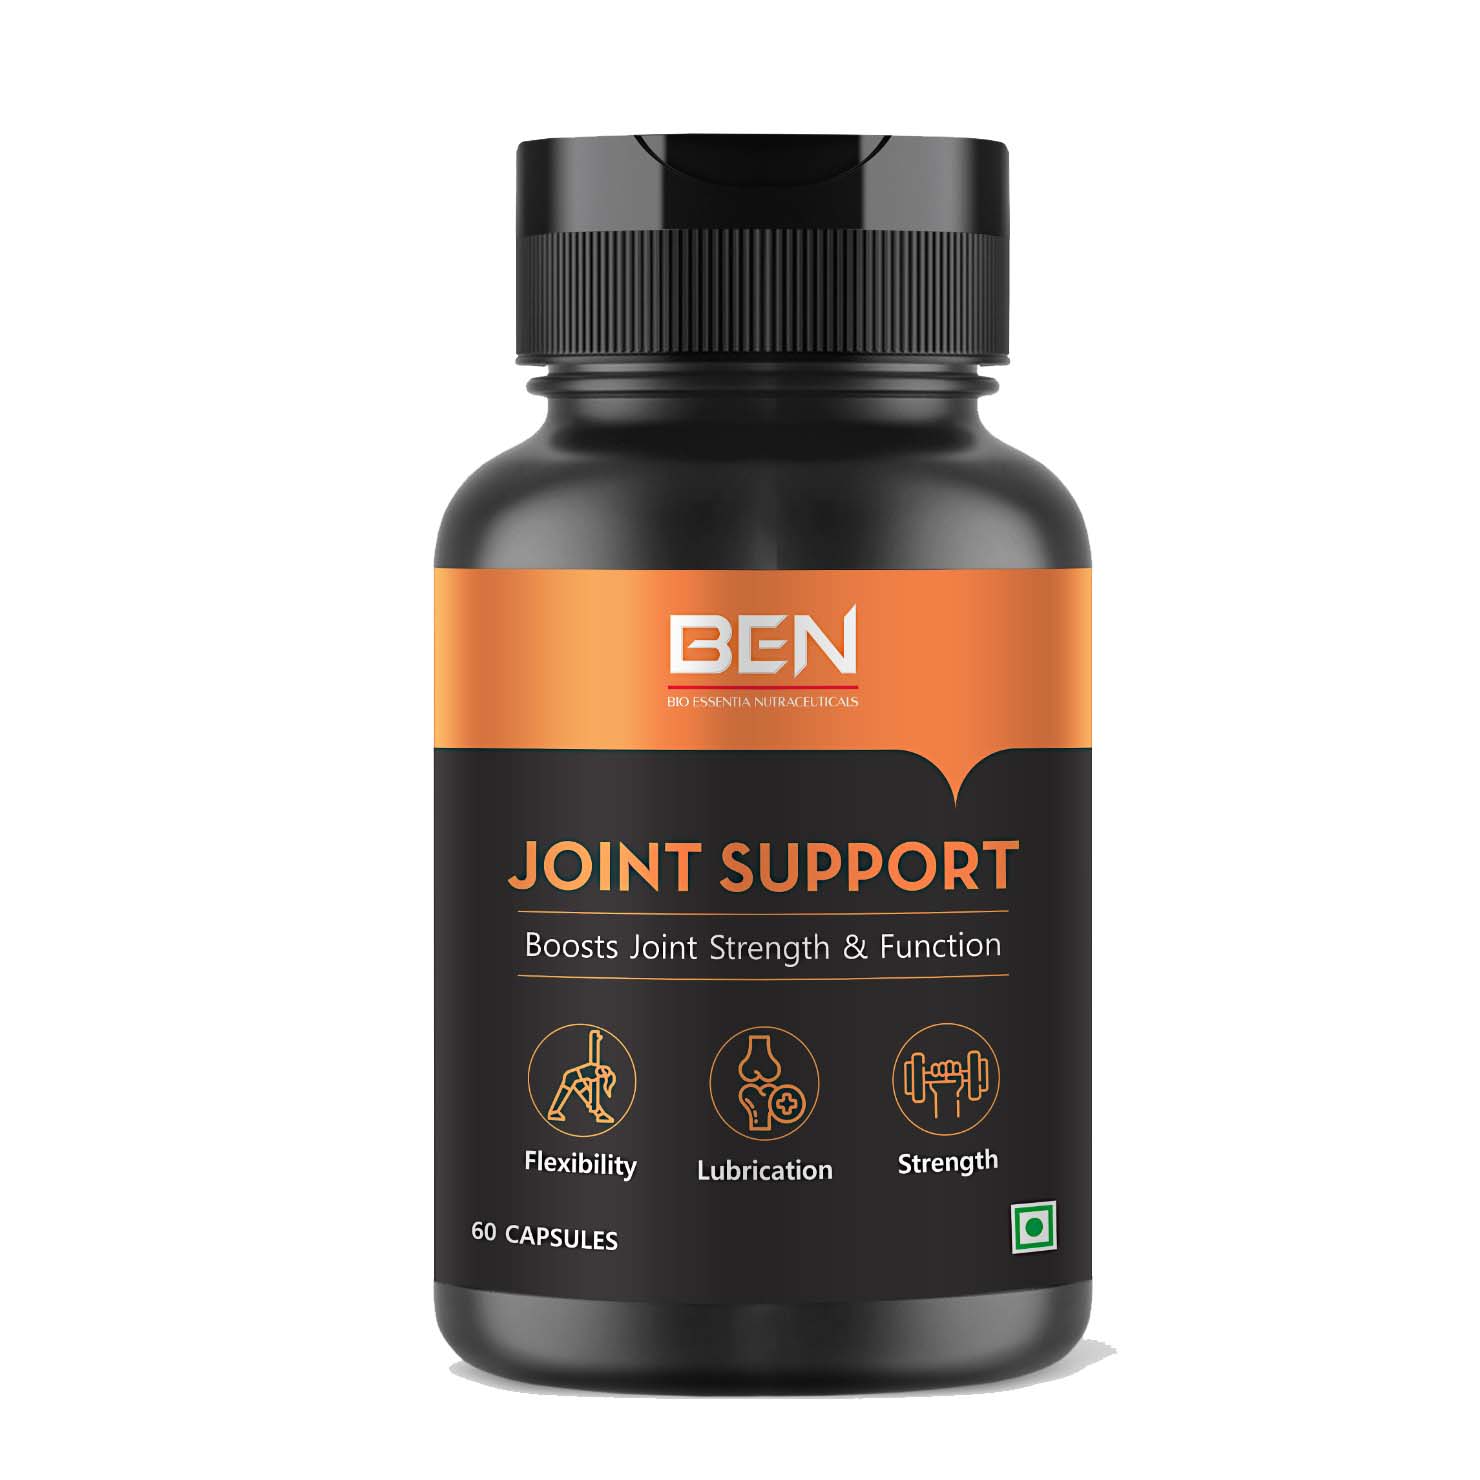 BEN
BIO ESSENTIA NUTRACEUTICALS
JOINT SUPPORT
Boosts Joint Strength & Function
Flexibility
Lubrication
Strength
60 CAPSULES